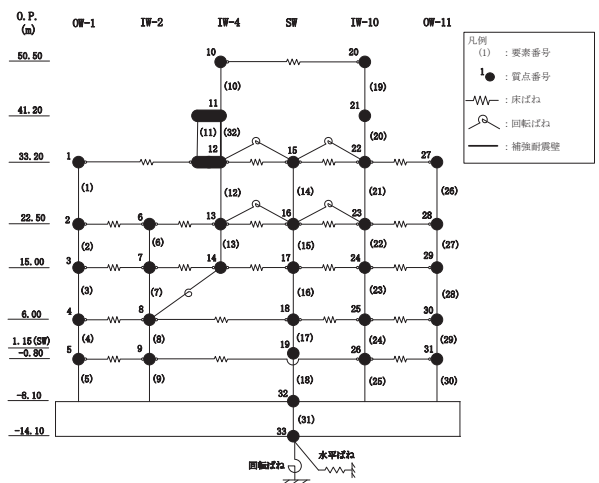 O.P.
(m)
OW-1 IW-2 IW-4 SW IW-10 OW-11
凡例
(1) : 要素番号
1 : 質点番号
: 床ばね
: 回転ばね
: 補強耐震壁
50.50 10 20
(10) (19)
41.20 11 21
(11) (32) (20)
33.20 1 12 15 22 27
(1) (12) (14) (21) (26)
22.50 2 6 13 16 23 28
(2) (6) (13) (15) (22) (27)
15.00 3 7 14 17 24 29
(3) (7) (16) (23) (28)
6.00 4 8 18 25 30
(4) (8) (17) (24) (29)
1.15(SW) 19
-0.80 5 9 26 31
(5) (9) (18) (25) (30)
-8.10 32
(31)
-14.10 33
回転ばね 水平ばね